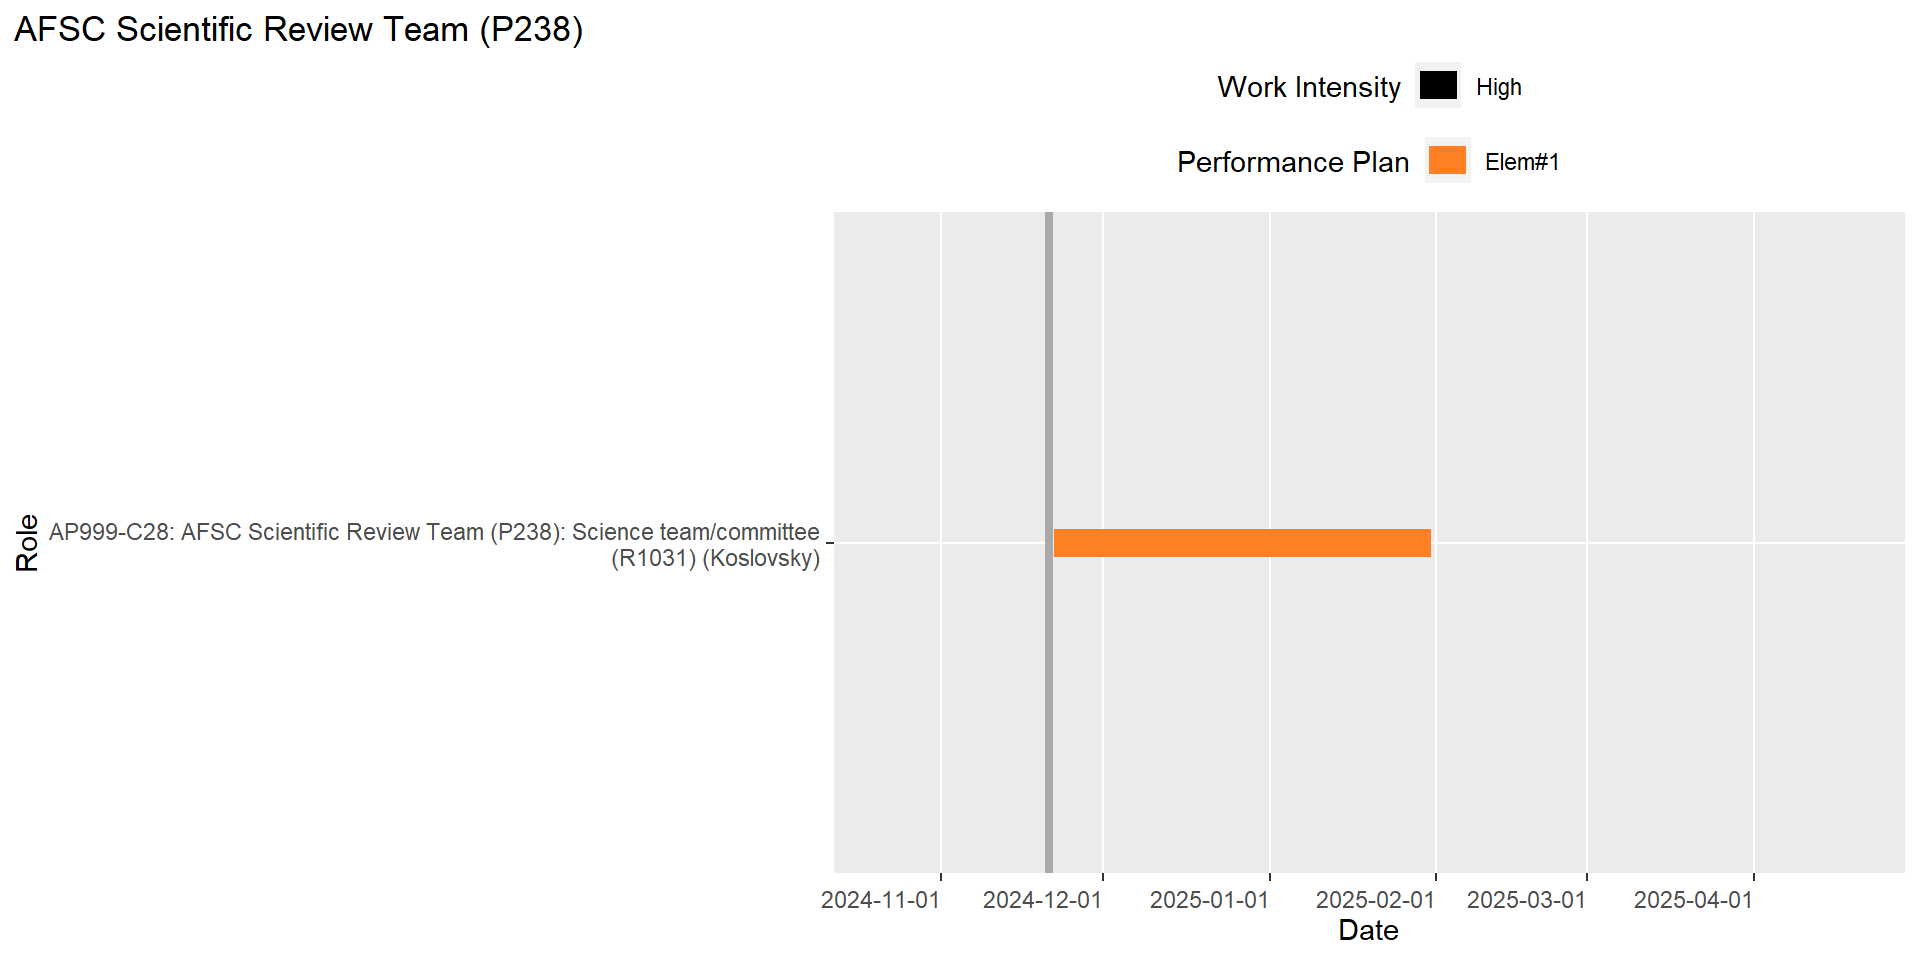 AFSC Scientific Review Team (P238)
Work Intensity High
Performance Plan Elem#1
Role
AP999-C28: AFSC Scientific Review Team (P238): Science team/committee
(R1031) (Koslovsky)
2024-11-01 2024-12-01 2025-01-01 2025-02-01 2025-03-01 2025-04-01
Date